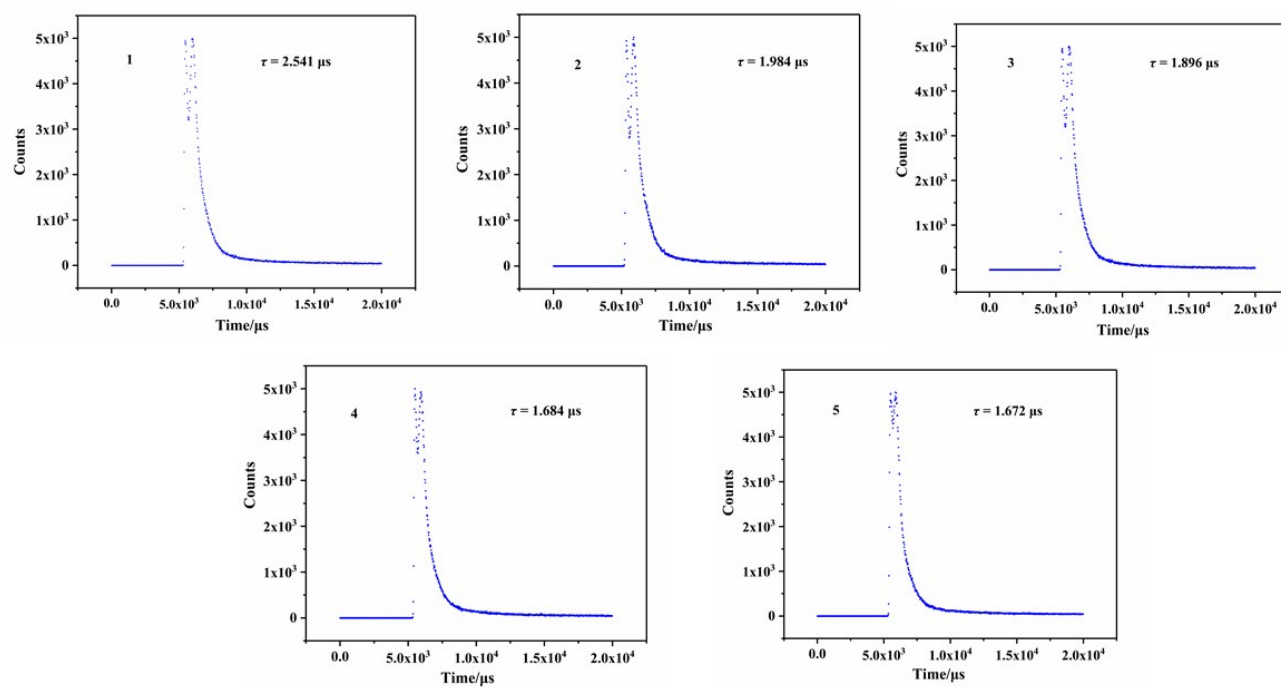 1
τ = 2.541 μs
5x10³
4x10³
3x10³
2x10³
1x10³
0
Counts
0.0
5.0x10³
1.0x10⁴
1.5x10⁴
2.0x10⁴
Time/μs
2
τ = 1.984 μs
5x10³
4x10³
3x10³
2x10³
1x10³
0
Counts
0.0
5.0x10³
1.0x10⁴
1.5x10⁴
2.0x10⁴
Time/μs
3
τ = 1.896 μs
5x10³
4x10³
3x10³
2x10³
1x10³
0
Counts
0.0
5.0x10³
1.0x10⁴
1.5x10⁴
2.0x10⁴
Time/μs
4
τ = 1.684 μs
5x10³
4x10³
3x10³
2x10³
1x10³
0
Counts
0.0
5.0x10³
1.0x10⁴
1.5x10⁴
2.0x10⁴
Time/μs
5
τ = 1.672 μs
5x10³
4x10³
3x10³
2x10³
1x10³
0
Counts
0.0
5.0x10³
1.0x10⁴
1.5x10⁴
2.0x10⁴
Time/μs